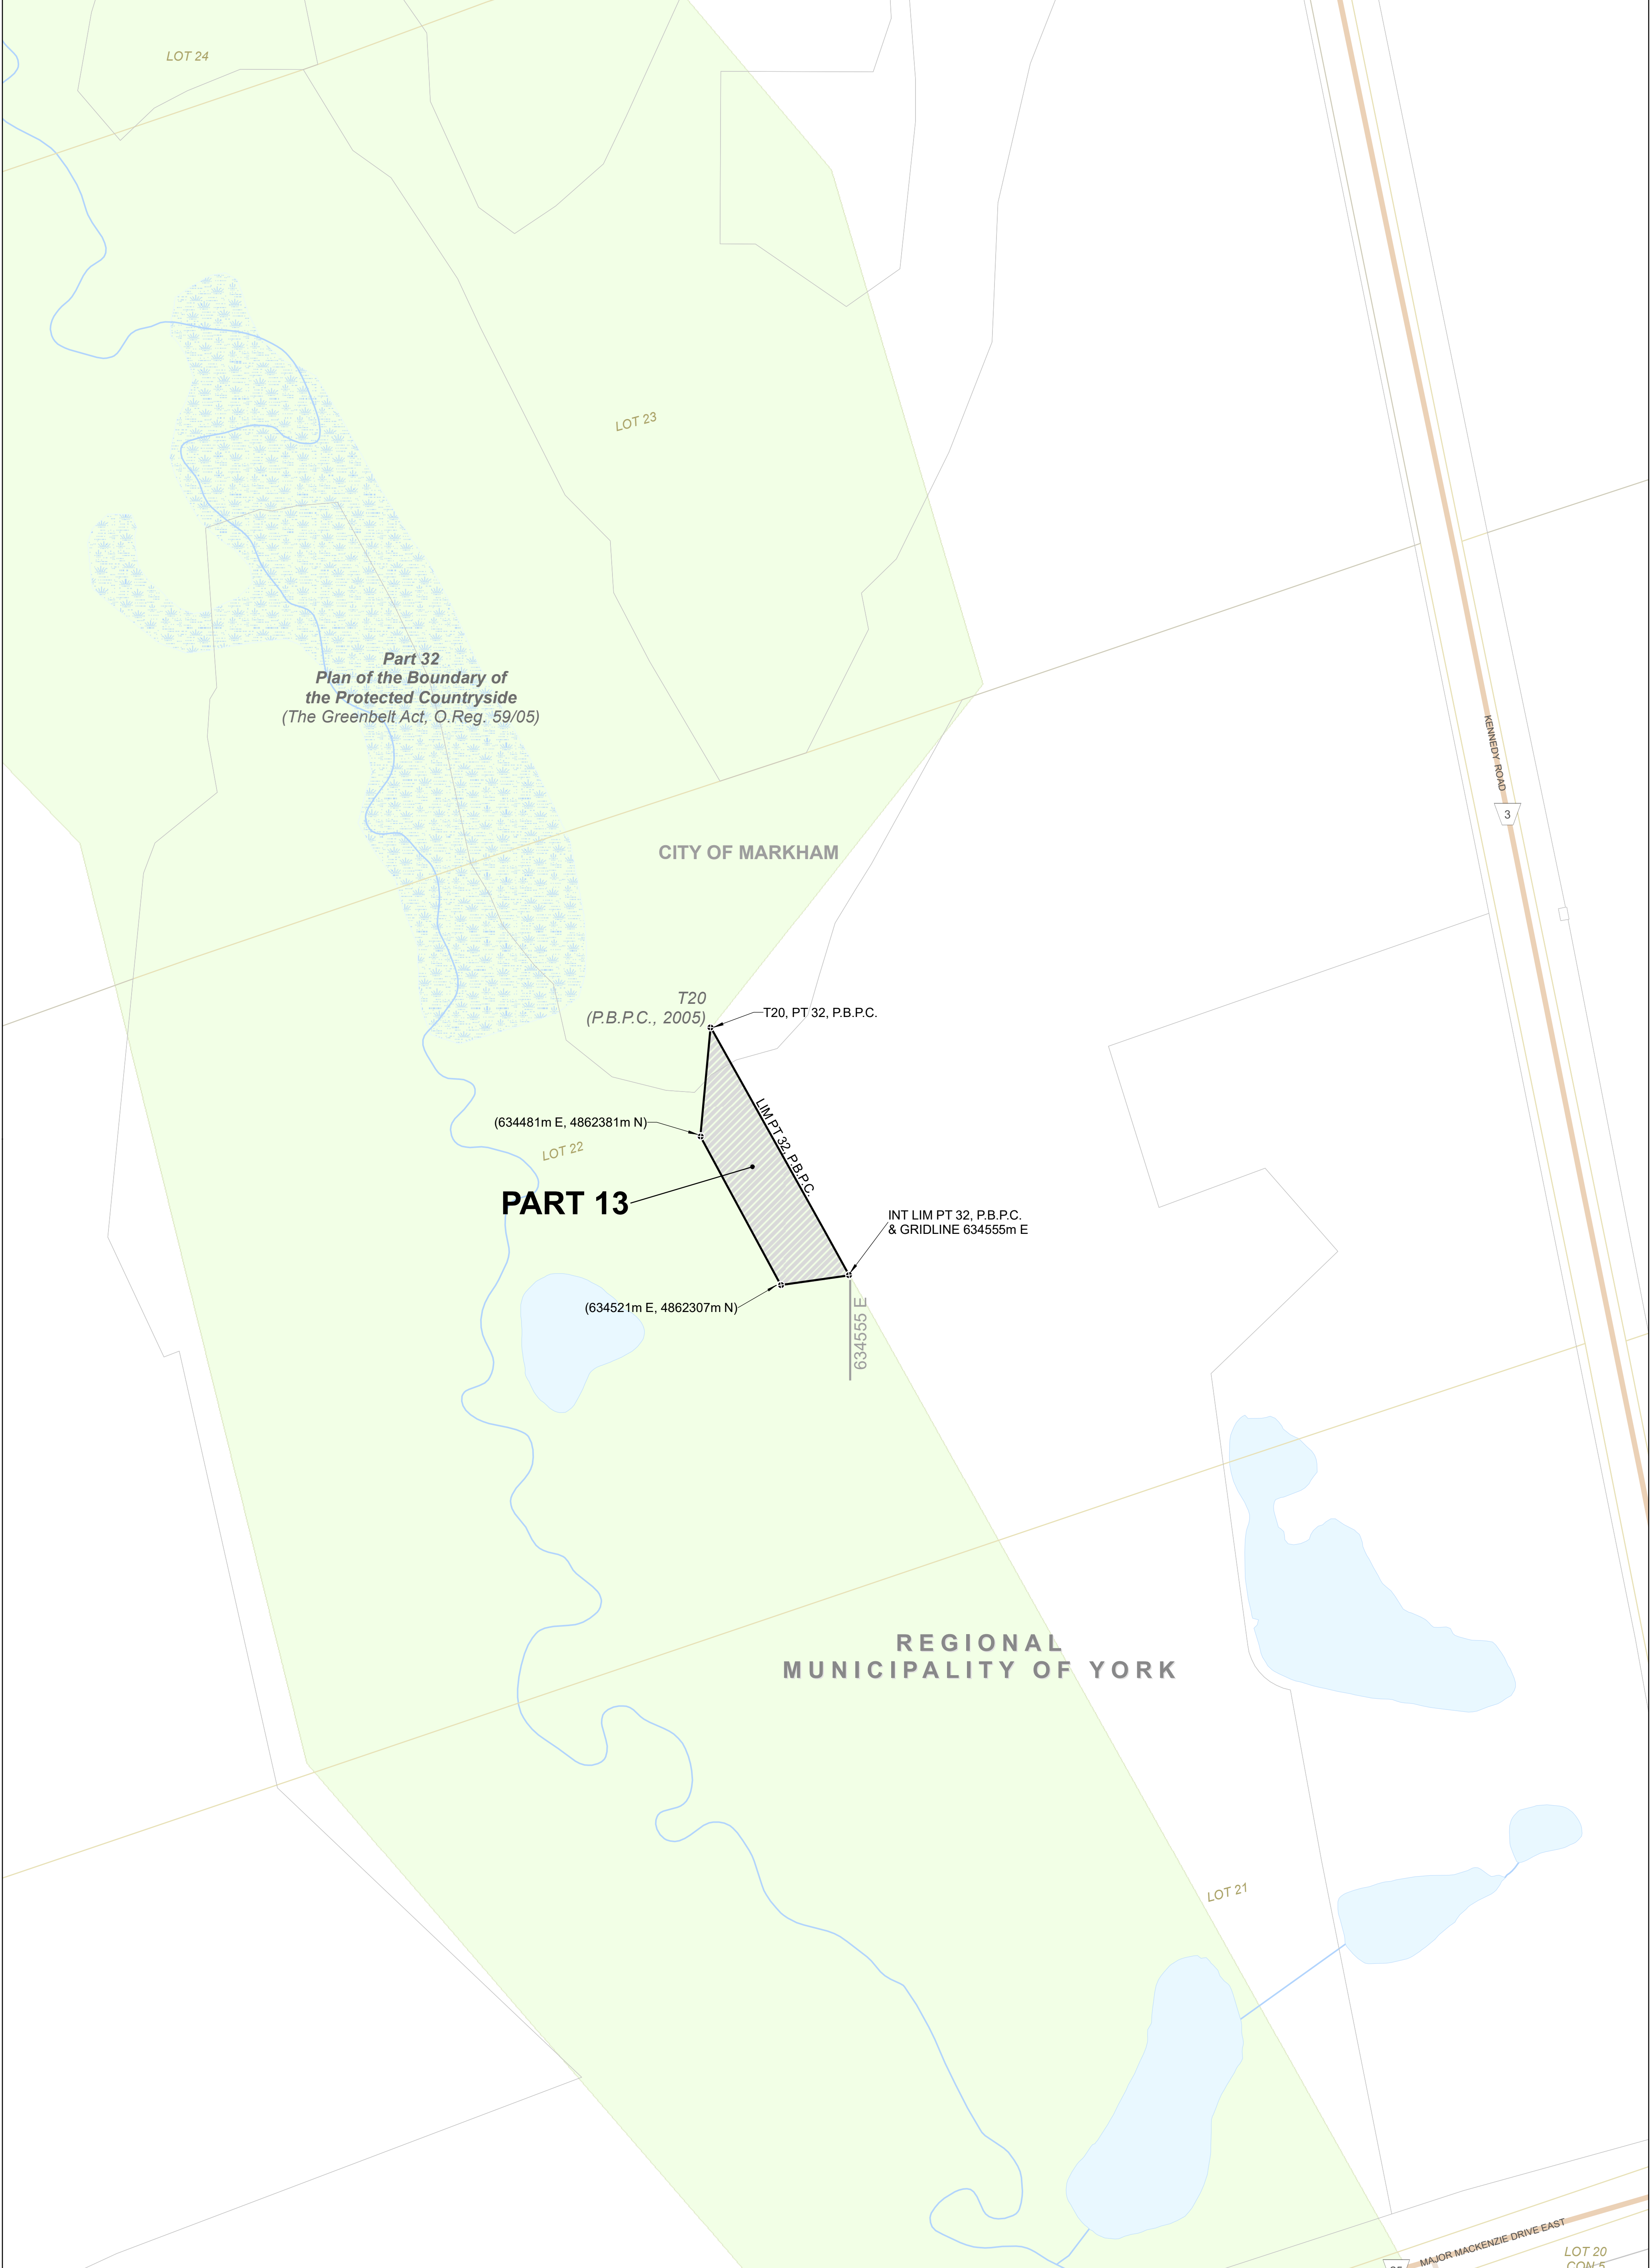 LOT 24
LOT 23
Part 32
Plan of the Boundary of
the Protected Countryside
(The Greenbelt Act, O.Reg. 59/05)
KENNEDY ROAD
3
CITY OF MARKHAM
T20
(P.B.P.C., 2005)
T20, PT 32, P.B.P.C.
LIM PT 32, P.B.P.C.
(634481m E, 4862381m N)
LOT 22
PART 13
INT LIM PT 32, P.B.P.C.
& GRIDLINE 634555m E
(634521m E, 4862307m N)
634555 E
REGIONAL
MUNICIPALITY OF YORK
LOT 21
MAJOR MACKENZIE DRIVE EAST
LOT 20
CON 5